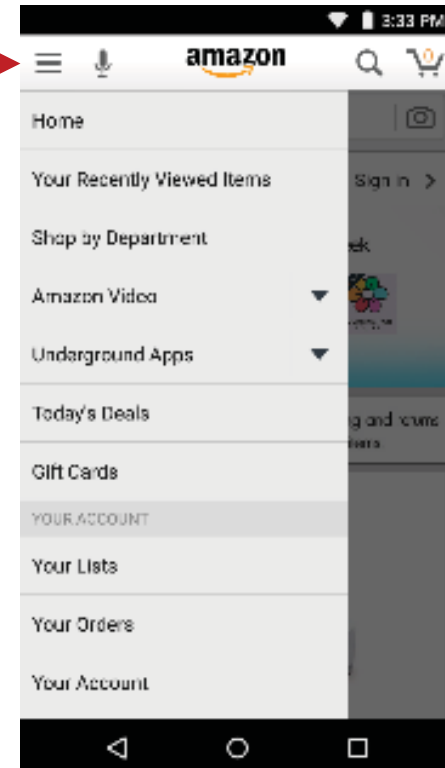 3:33 PM
amazon
0
Home
Your Recently Viewed Items
Sign in
Shop by Department
Amazon Video
Underground Apps
Today's Deals
Gift Cards
YOUR ACCOUNT
Your Lists
Your Orders
Your Account